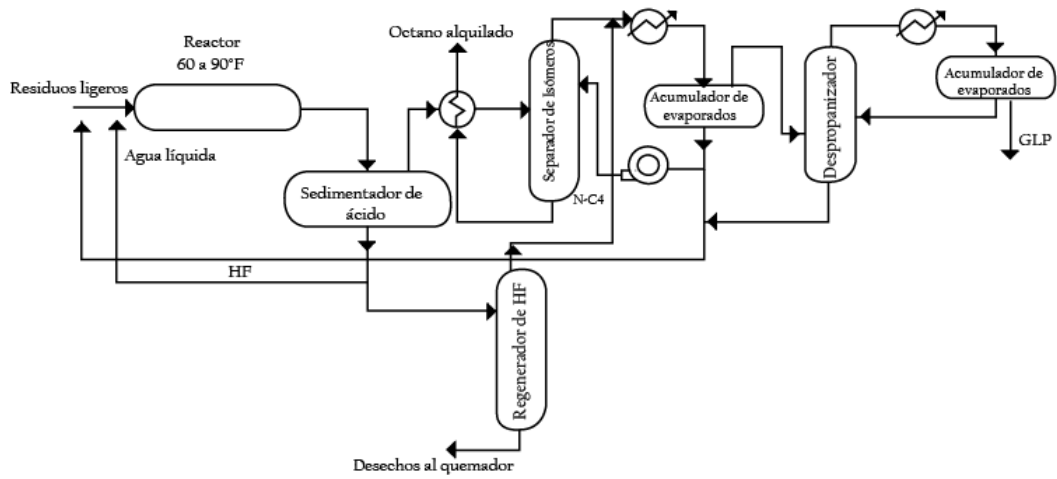 Octano alquilado
Reactor
60 a 90°F
Residuos ligeros
Agua líquida
Sedimentador de
ácido
HF
Separador de Isómeros
N-C4
Acumulador de
evaporados
Despropanizador
Acumulador de
evaporados
GLP
Regenerador de HF
Desechos al quemador